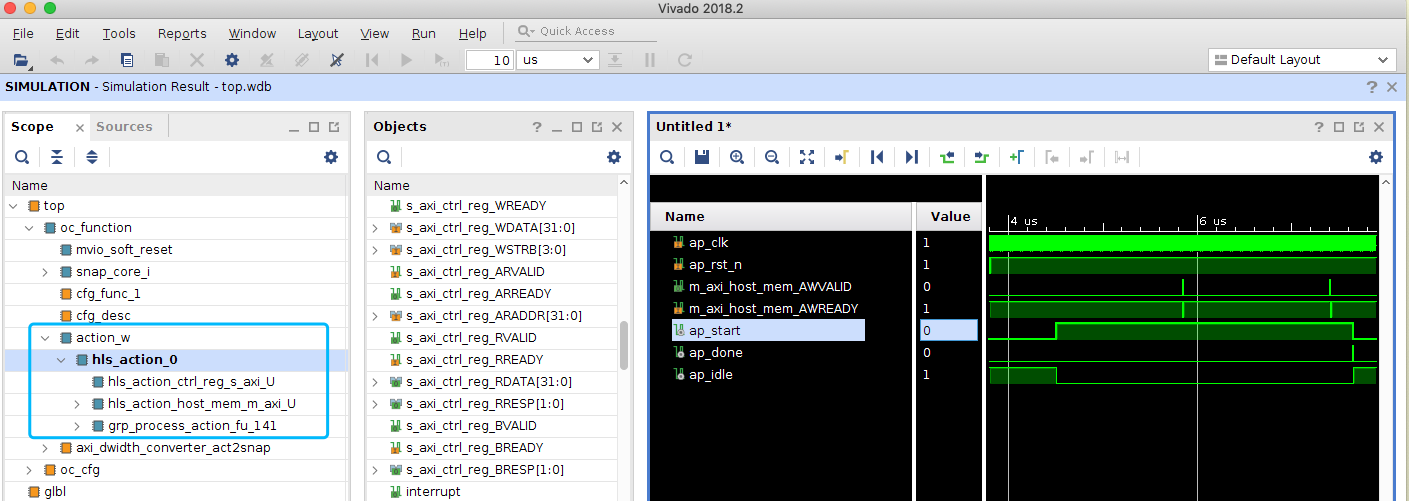 Vivado 2018.2
File Edit Tools Reports Window Layout View Run Help Quick Access
10 us Default Layout
SIMULATION - Simulation Result - top.wdb
Scope Sources
Name
top
oc_function
mvio_soft_reset
snap_core_i
cfg_func_1
cfg_desc
action_w
hls_action_0
hls_action_ctrl_reg_s_axi_U
hls_action_host_mem_m_axi_U
grp_process_action_fu_141
axi_dwidth_converter_act2snap
oc_cfg
glbl
Objects
Name
s_axi_ctrl_reg_WREADY
s_axi_ctrl_reg_WDATA[31:0]
s_axi_ctrl_reg_WSTRB[3:0]
s_axi_ctrl_reg_ARVALID
s_axi_ctrl_reg_ARREADY
s_axi_ctrl_reg_ARADDR[31:0]
s_axi_ctrl_reg_RVALID
s_axi_ctrl_reg_RREADY
s_axi_ctrl_reg_RDATA[31:0]
s_axi_ctrl_reg_RRESP[1:0]
s_axi_ctrl_reg_BVALID
s_axi_ctrl_reg_BREADY
s_axi_ctrl_reg_BRESP[1:0]
interrupt
Untitled 1*
Name Value
4 us 6 us
ap_clk 1
ap_rst_n 1
m_axi_host_mem_AWVALID 0
m_axi_host_mem_AWREADY 1
ap_start 0
ap_done 0
ap_idle 1